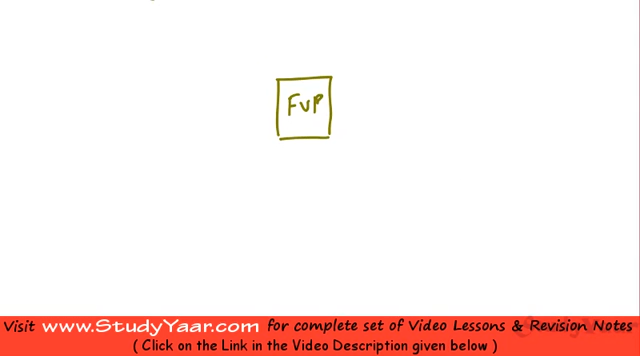 FVP
Visit www.StudyYaar.com for complete set of Video Lessons & Revision Notes
( Click on the Link in the Video Description given below )